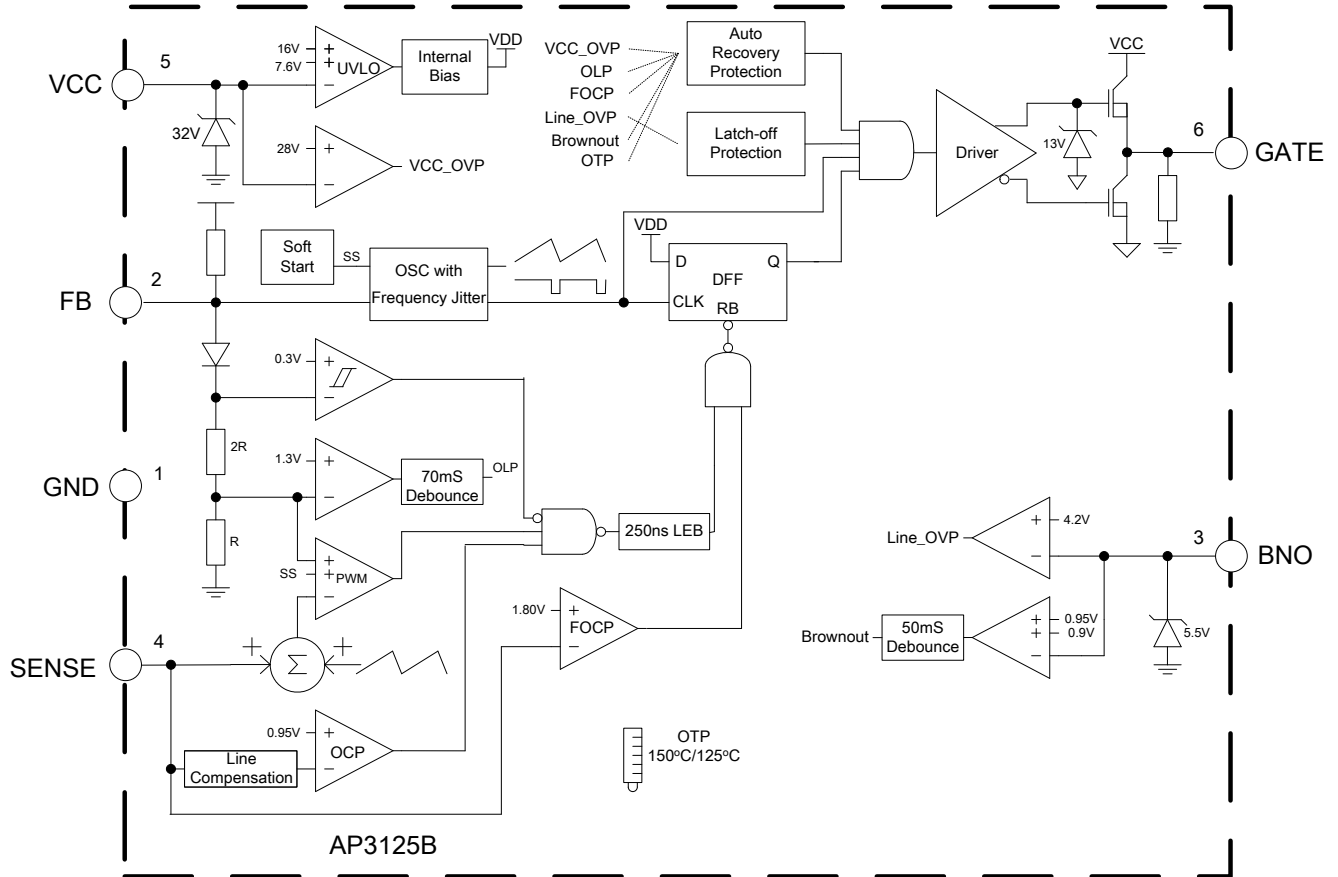 VCC
5
16V
7.6V
UVLO
Internal
Bias
VDD
32V
28V
VCC_OVP
VCC_OVP
OLP
FOCP
Line_OVP
Brownout
OTP
Auto
Recovery
Protection
Latch-off
Protection
Driver
VCC
13V
6
GATE
FB
2
Soft
Start
SS
OSC with
Frequency Jitter
VDD
D
Q
DFF
CLK
RB
0.3V
2R
1.3V
70mS
Debounce
OLP
GND
1
R
SS
PWM
250ns LEB
SENSE
4
Σ
0.95V
OCP
Line
Compensation
1.80V
FOCP
OTP
150°C/125°C
Line_OVP
4.2V
3
BNO
Brownout
50mS
Debounce
0.95V
0.9V
5.5V
AP3125B